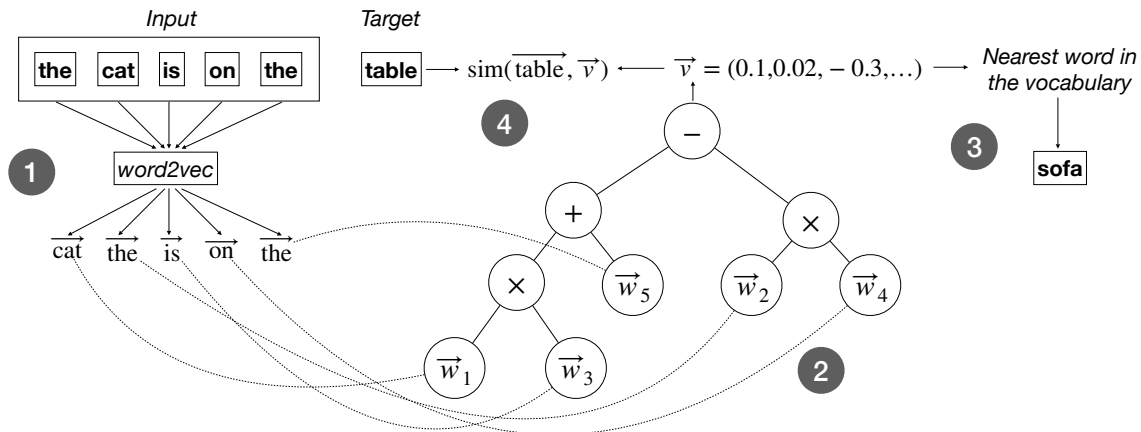 Input
Target
the cat is on the
table
sim(table, v)
v = (0.1,0.02, − 0.3,…)
Nearest word in
the vocabulary
4
3
1
word2vec
−
sofa
+
×
cat the is on the
×
w5
w2
w4
w1
w3
2